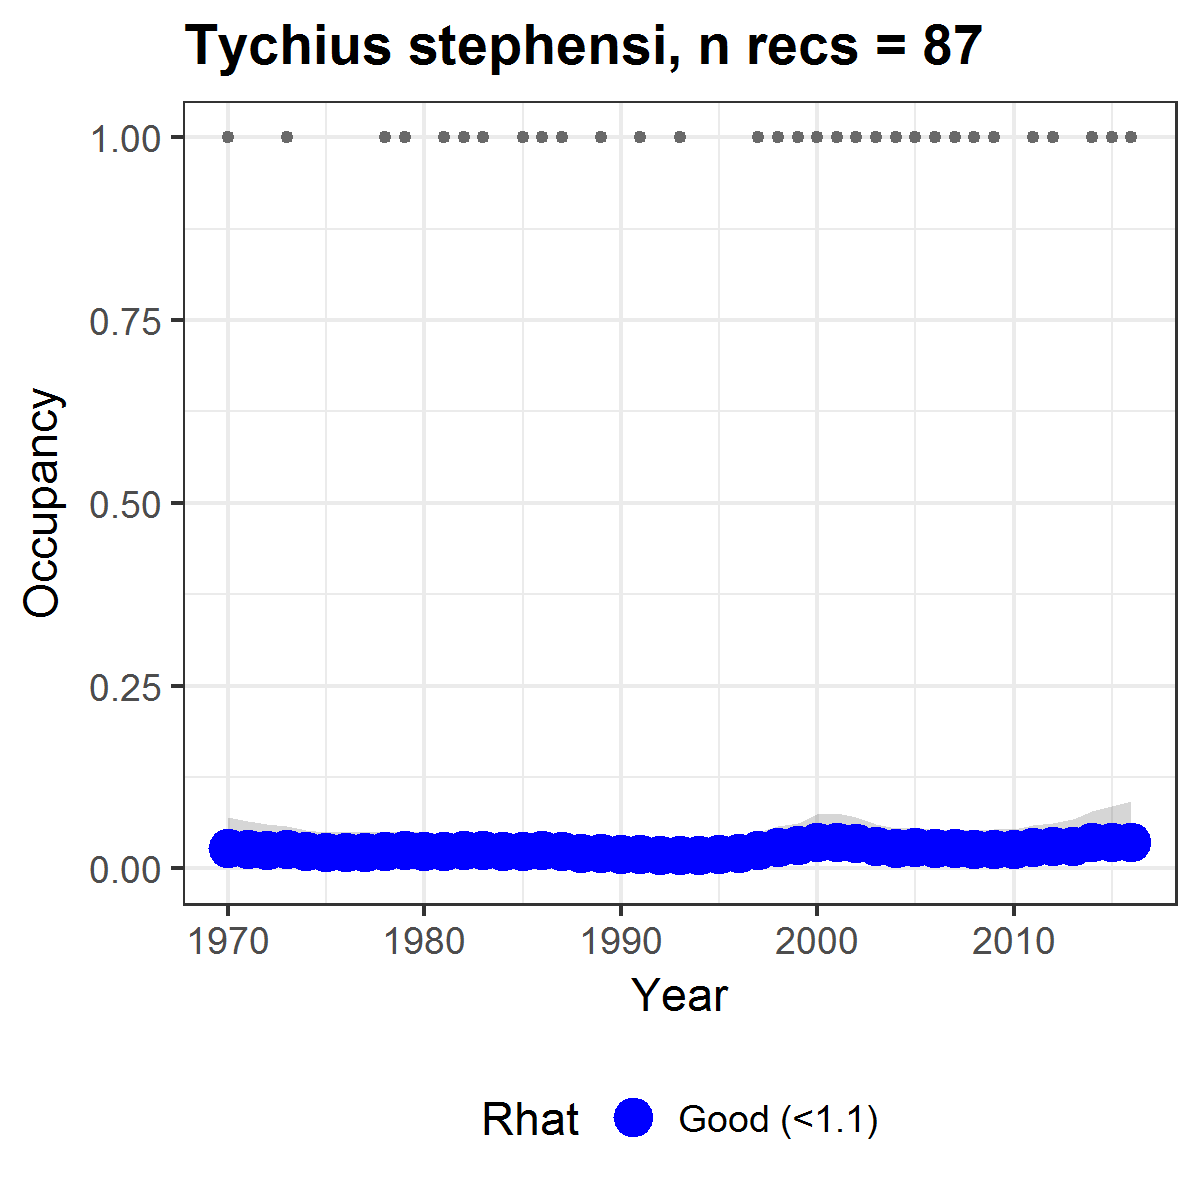 Tychius stephensi, n recs = 87
1.00
0.75
0.50
0.25
0.00
Occupancy
1970 1980 1990 2000 2010
Year
Rhat Good (<1.1)